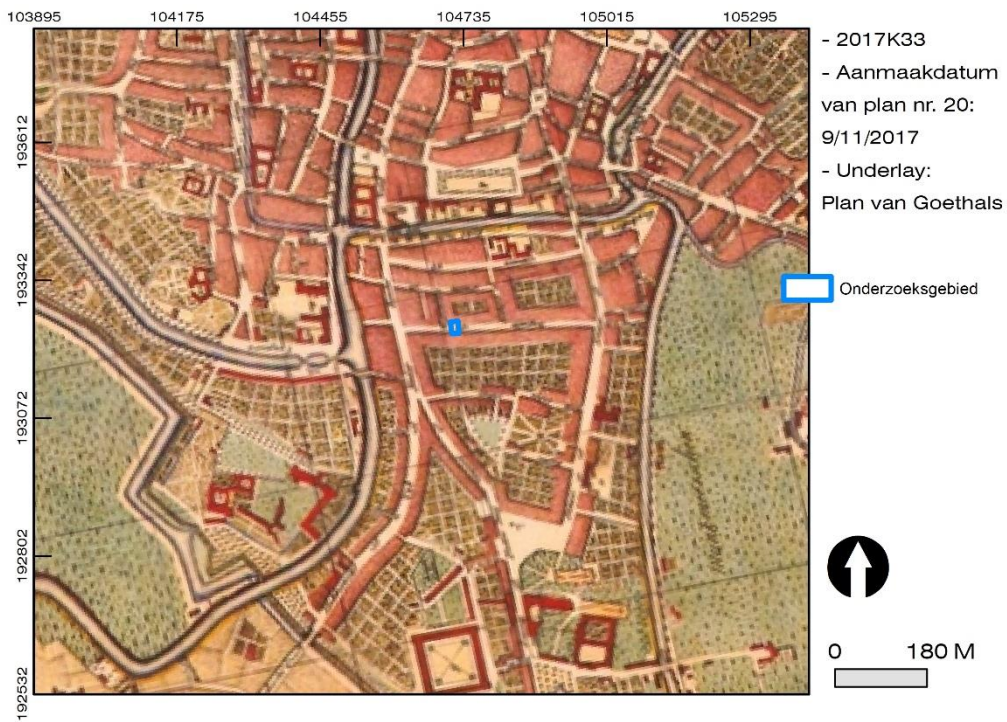 103895 104175 104455 104735 105015 105295
193612
193342
193072
192802
192532
- 2017K33
- Aanmaakdatum
van plan nr. 20:
9/11/2017
- Underlay:
Plan van Goethals
Onderzoeksgebied
0 180 M